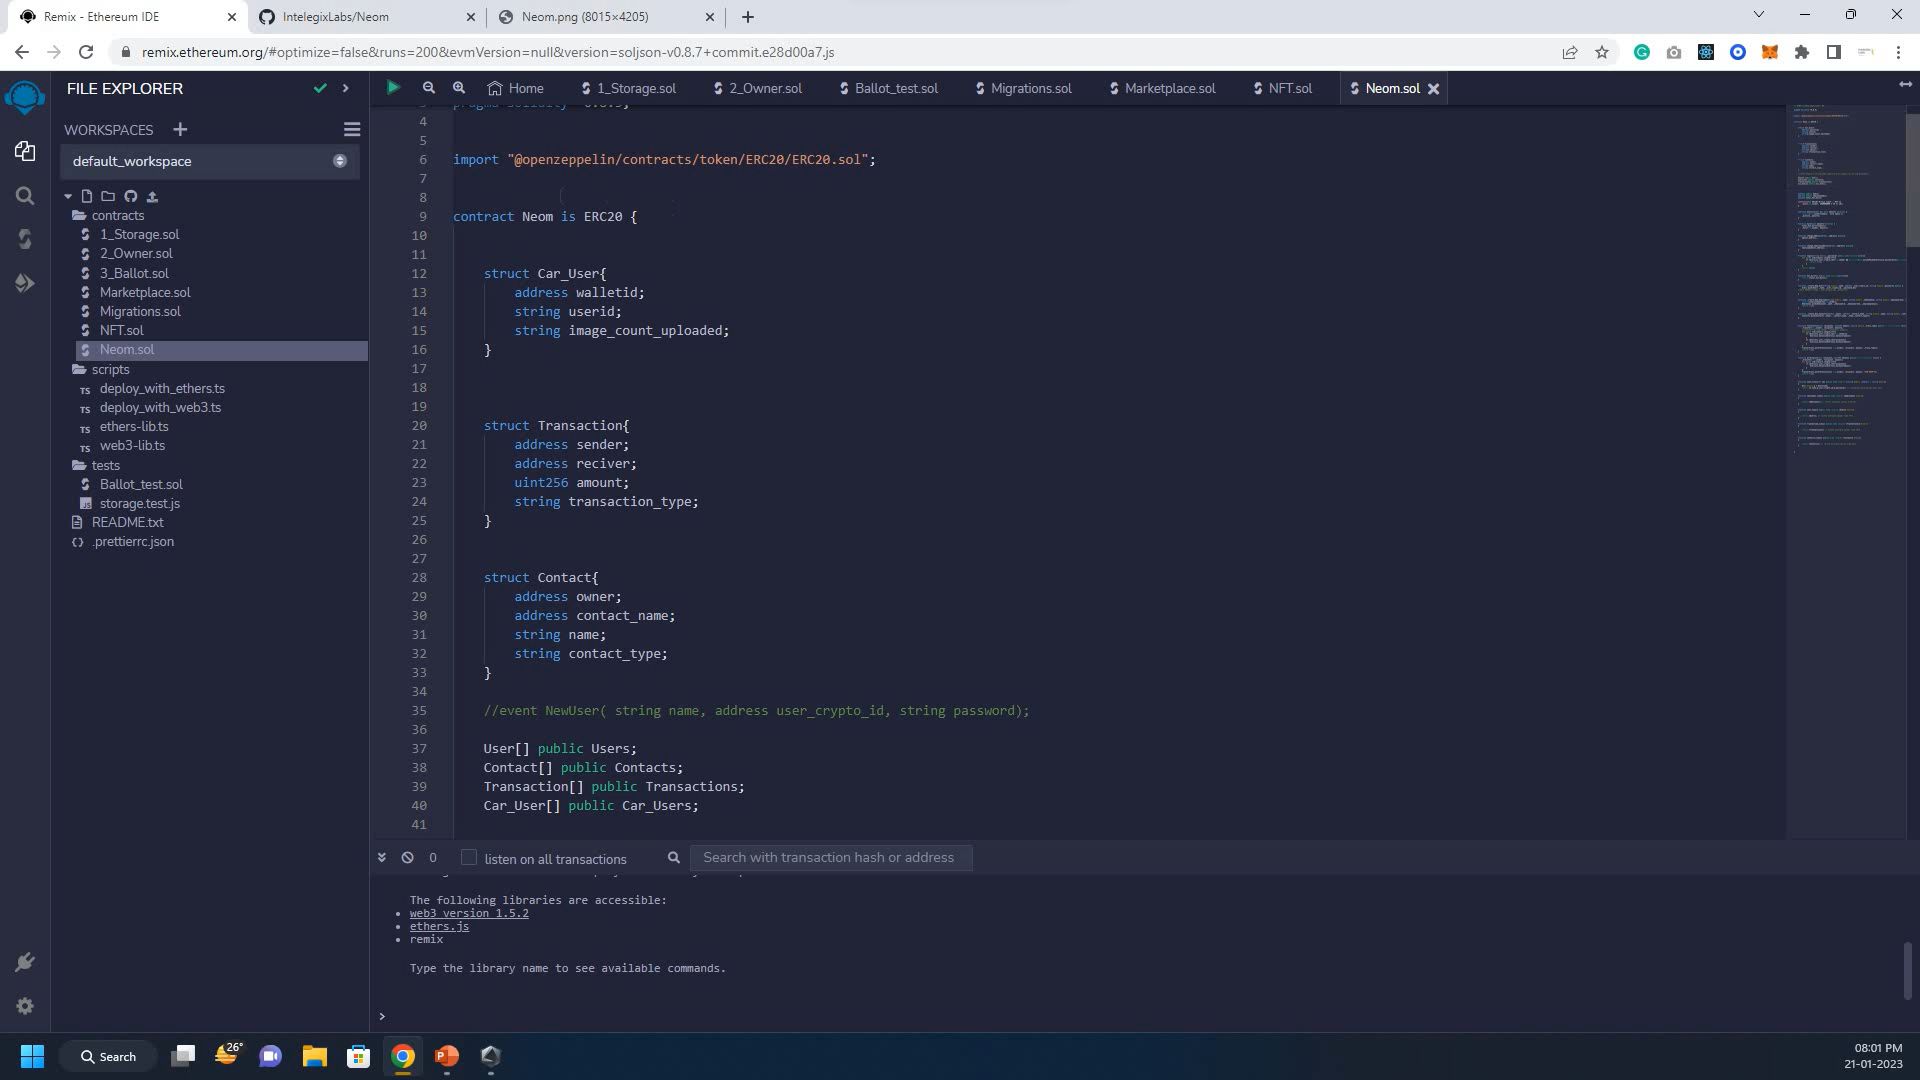 Remix - Ethereum IDE
IntelegixLabs/Neom
Neom.png (8015×4205)
remix.ethereum.org/#optimize=false&runs=200&evmVersion=null&version=soljson-v0.8.7+commit.e28d00a7.js
FILE EXPLORER
Home
1_Storage.sol
2_Owner.sol
Ballot_test.sol
Migrations.sol
Marketplace.sol
NFT.sol
Neom.sol
WORKSPACES
default_workspace
contracts
1_Storage.sol
2_Owner.sol
3_Ballot.sol
Marketplace.sol
Migrations.sol
NFT.sol
Neom.sol
scripts
TS deploy_with_ethers.ts
TS deploy_with_web3.ts
TS ethers-lib.ts
TS web3-lib.ts
tests
Ballot_test.sol
storage.test.js
README.txt
.prettierrc.json
4
5
6 import "@openzeppelin/contracts/token/ERC20/ERC20.sol";
7
8
9 contract Neom is ERC20 {
10
11
12 struct Car_User{
13 address walletid;
14 string userid;
15 string image_count_uploaded;
16 }
17
18
19
20 struct Transaction{
21 address sender;
22 address reciver;
23 uint256 amount;
24 string transaction_type;
25 }
26
27
28 struct Contact{
29 address owner;
30 address contact_name;
31 string name;
32 string contact_type;
33 }
34
35 //event NewUser( string name, address user_crypto_id, string password);
36
37 User[] public Users;
38 Contact[] public Contacts;
39 Transaction[] public Transactions;
40 Car_User[] public Car_Users;
41
0
listen on all transactions
Search with transaction hash or address
The following libraries are accessible:
• web3 version 1.5.2
• ethers.js
• remix
Type the library name to see available commands.
>
Search
26°
08:01 PM
21-01-2023